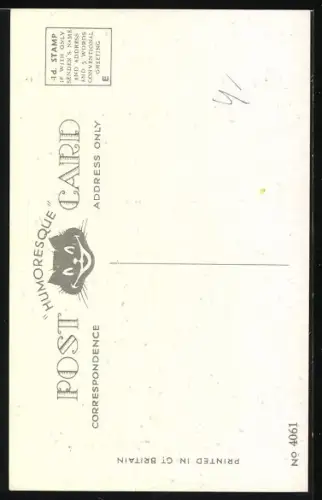 "HUMORESQUE"
POST CARD
CORRESPONDENCE
ADDRESS ONLY
STAMP
IF WITH ONLY
SENDER'S NAME
AND ADDRESS
AND 5 WORDS
CONVENTIONAL
GREETING
E
PRINTED IN GT. BRITAIN
Nº 4061